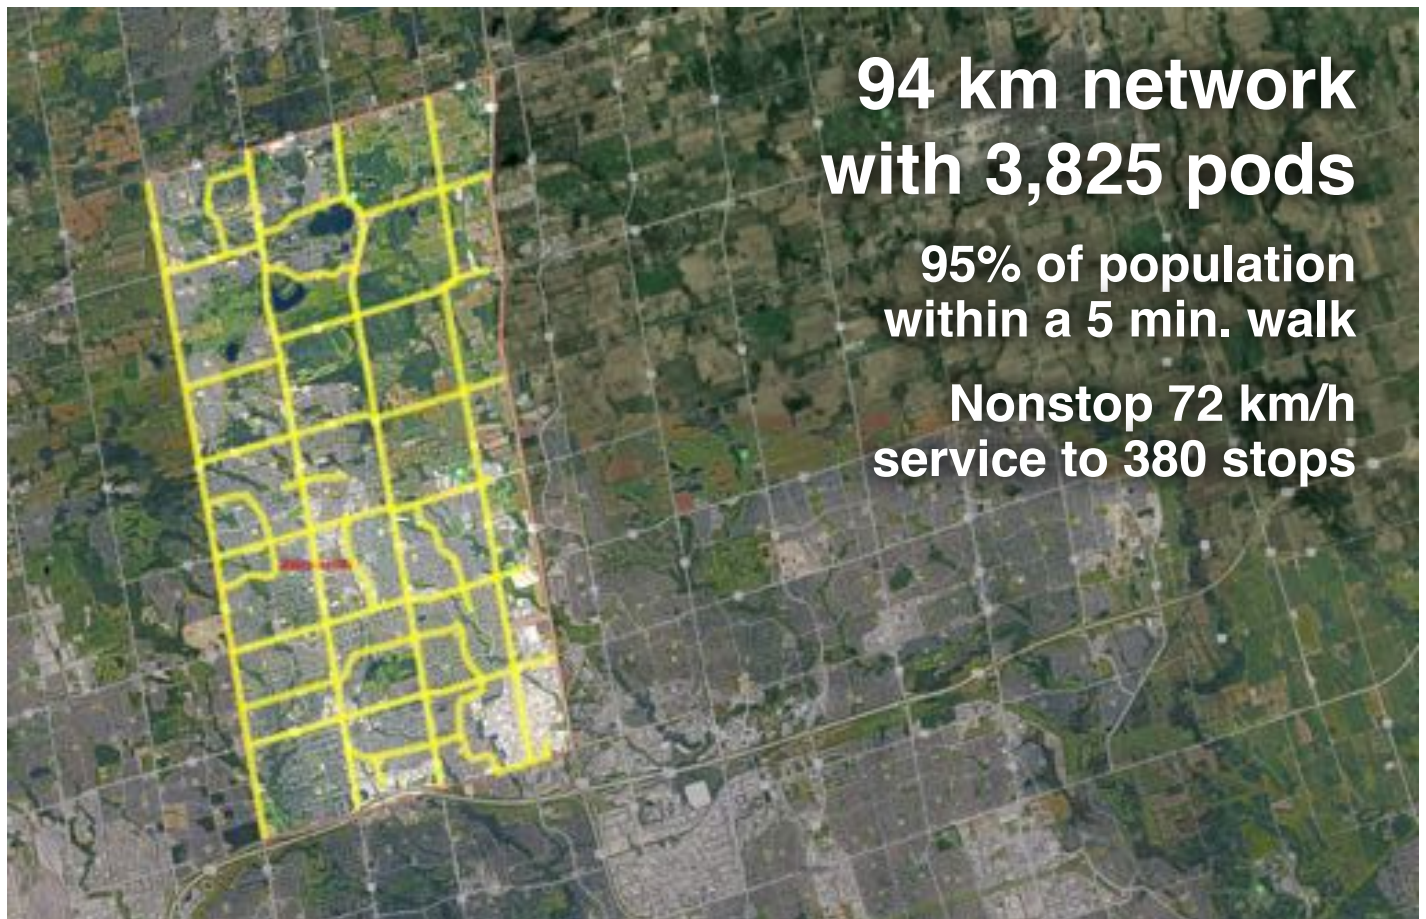 94 km network
with 3,825 pods
95% of population
within a 5 min. walk
Nonstop 72 km/h
service to 380 stops